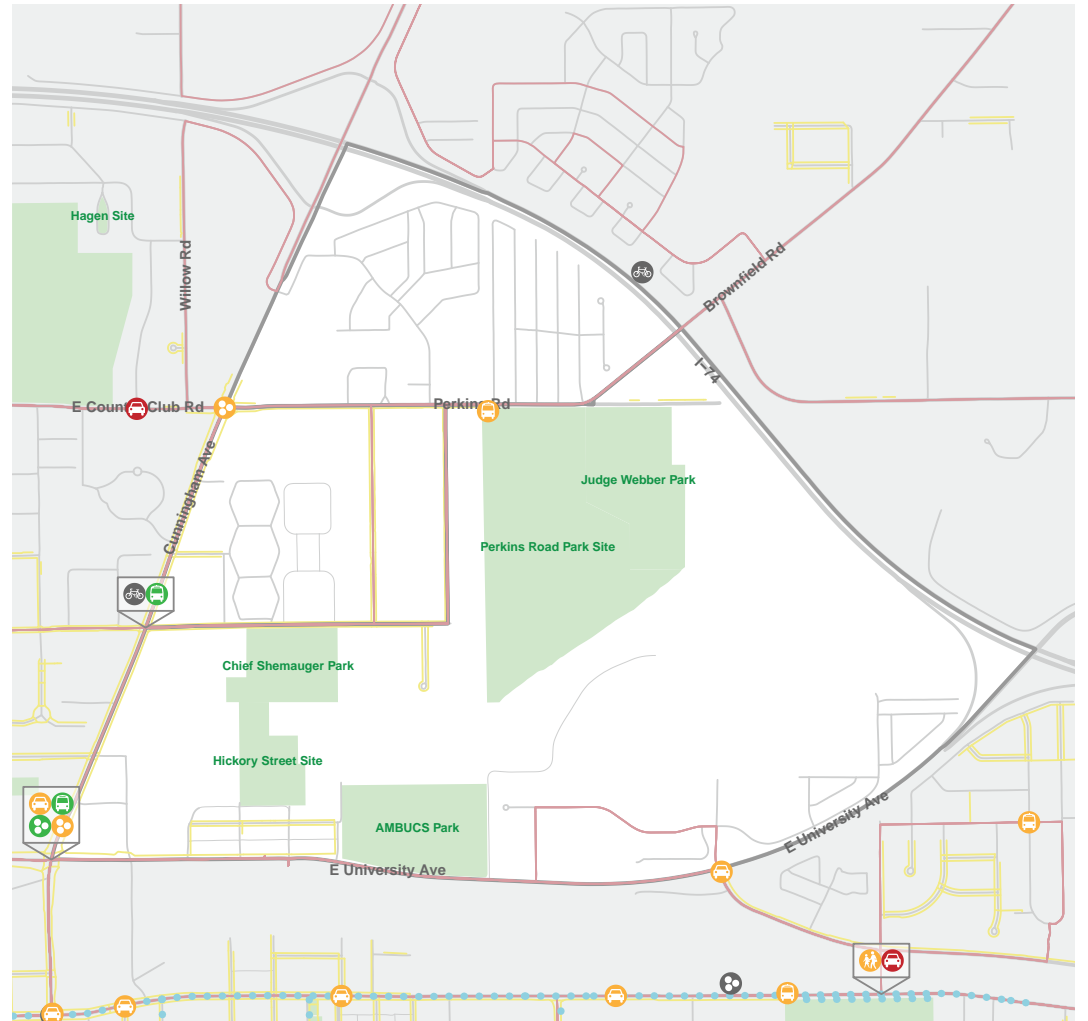 Hagen Site
Willow Rd
Brownfield Rd
I-74
E Country Club Rd
Perkins Rd
Cunningham Ave
Judge Webber Park
Perkins Road Park Site
Chief Shemauger Park
Hickory Street Site
AMBUCS Park
E University Ave
E University Ave